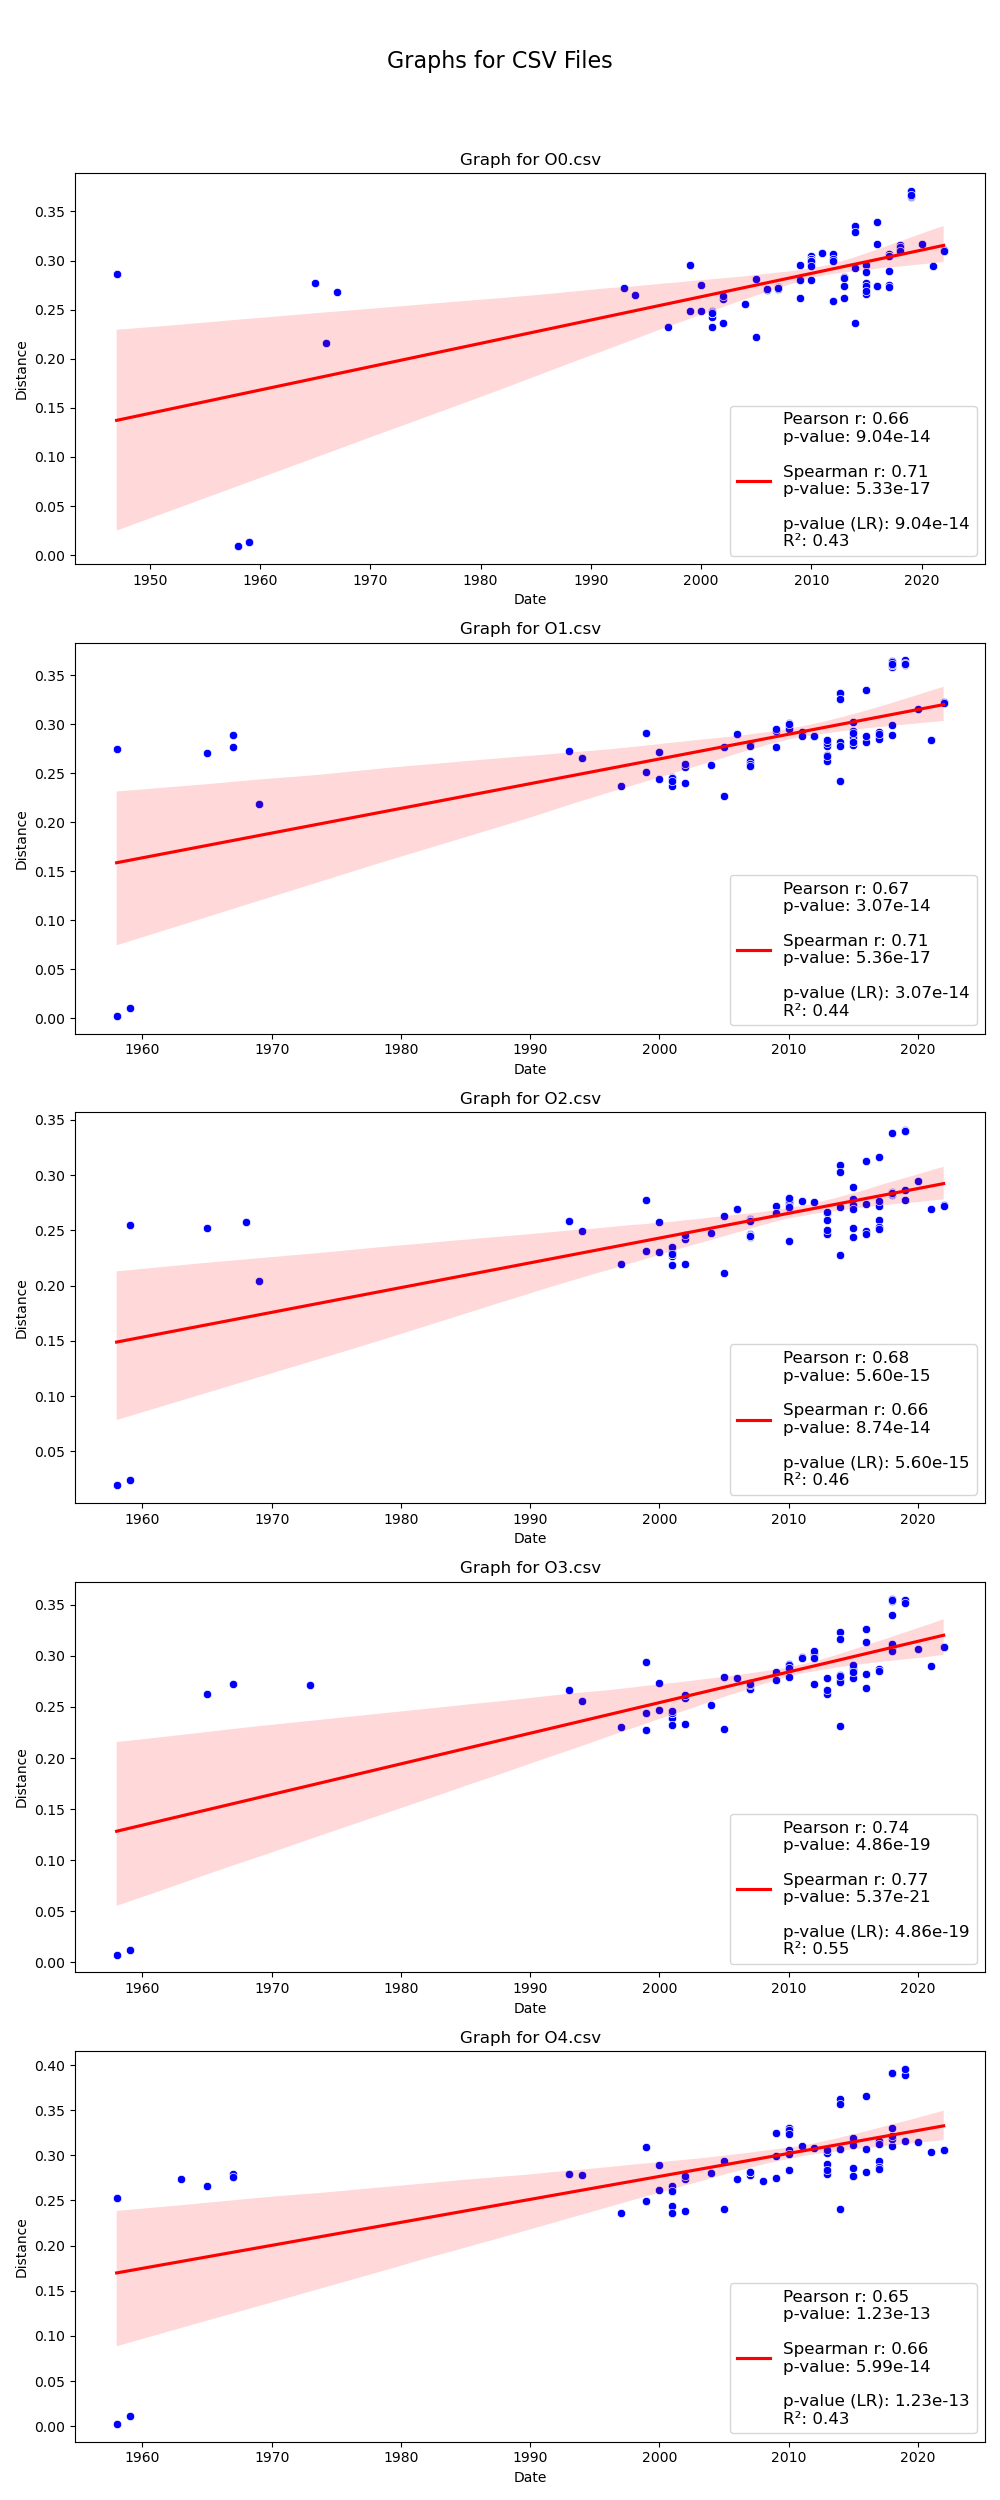 Graphs for CSV Files
Graph for O0.csv
0.35
0.30
0.25
0.20
0.15
0.10
0.05
0.00
Distance
Pearson r: 0.66
p-value: 9.04e-14
Spearman r: 0.71
p-value: 5.33e-17
p-value (LR): 9.04e-14
R²: 0.43
1950 1960 1970 1980 1990 2000 2010 2020
Date
Graph for O1.csv
0.35
0.30
0.25
0.20
0.15
0.10
0.05
0.00
Distance
Pearson r: 0.67
p-value: 3.07e-14
Spearman r: 0.71
p-value: 5.36e-17
p-value (LR): 3.07e-14
R²: 0.44
1960 1970 1980 1990 2000 2010 2020
Date
Graph for O2.csv
0.35
0.30
0.25
0.20
0.15
0.10
0.05
Distance
Pearson r: 0.68
p-value: 5.60e-15
Spearman r: 0.66
p-value: 8.74e-14
p-value (LR): 5.60e-15
R²: 0.46
1960 1970 1980 1990 2000 2010 2020
Date
Graph for O3.csv
0.35
0.30
0.25
0.20
0.15
0.10
0.05
0.00
Distance
Pearson r: 0.74
p-value: 4.86e-19
Spearman r: 0.77
p-value: 5.37e-21
p-value (LR): 4.86e-19
R²: 0.55
1960 1970 1980 1990 2000 2010 2020
Date
Graph for O4.csv
0.40
0.35
0.30
0.25
0.20
0.15
0.10
0.05
0.00
Distance
Pearson r: 0.65
p-value: 1.23e-13
Spearman r: 0.66
p-value: 5.99e-14
p-value (LR): 1.23e-13
R²: 0.43
1960 1970 1980 1990 2000 2010 2020
Date